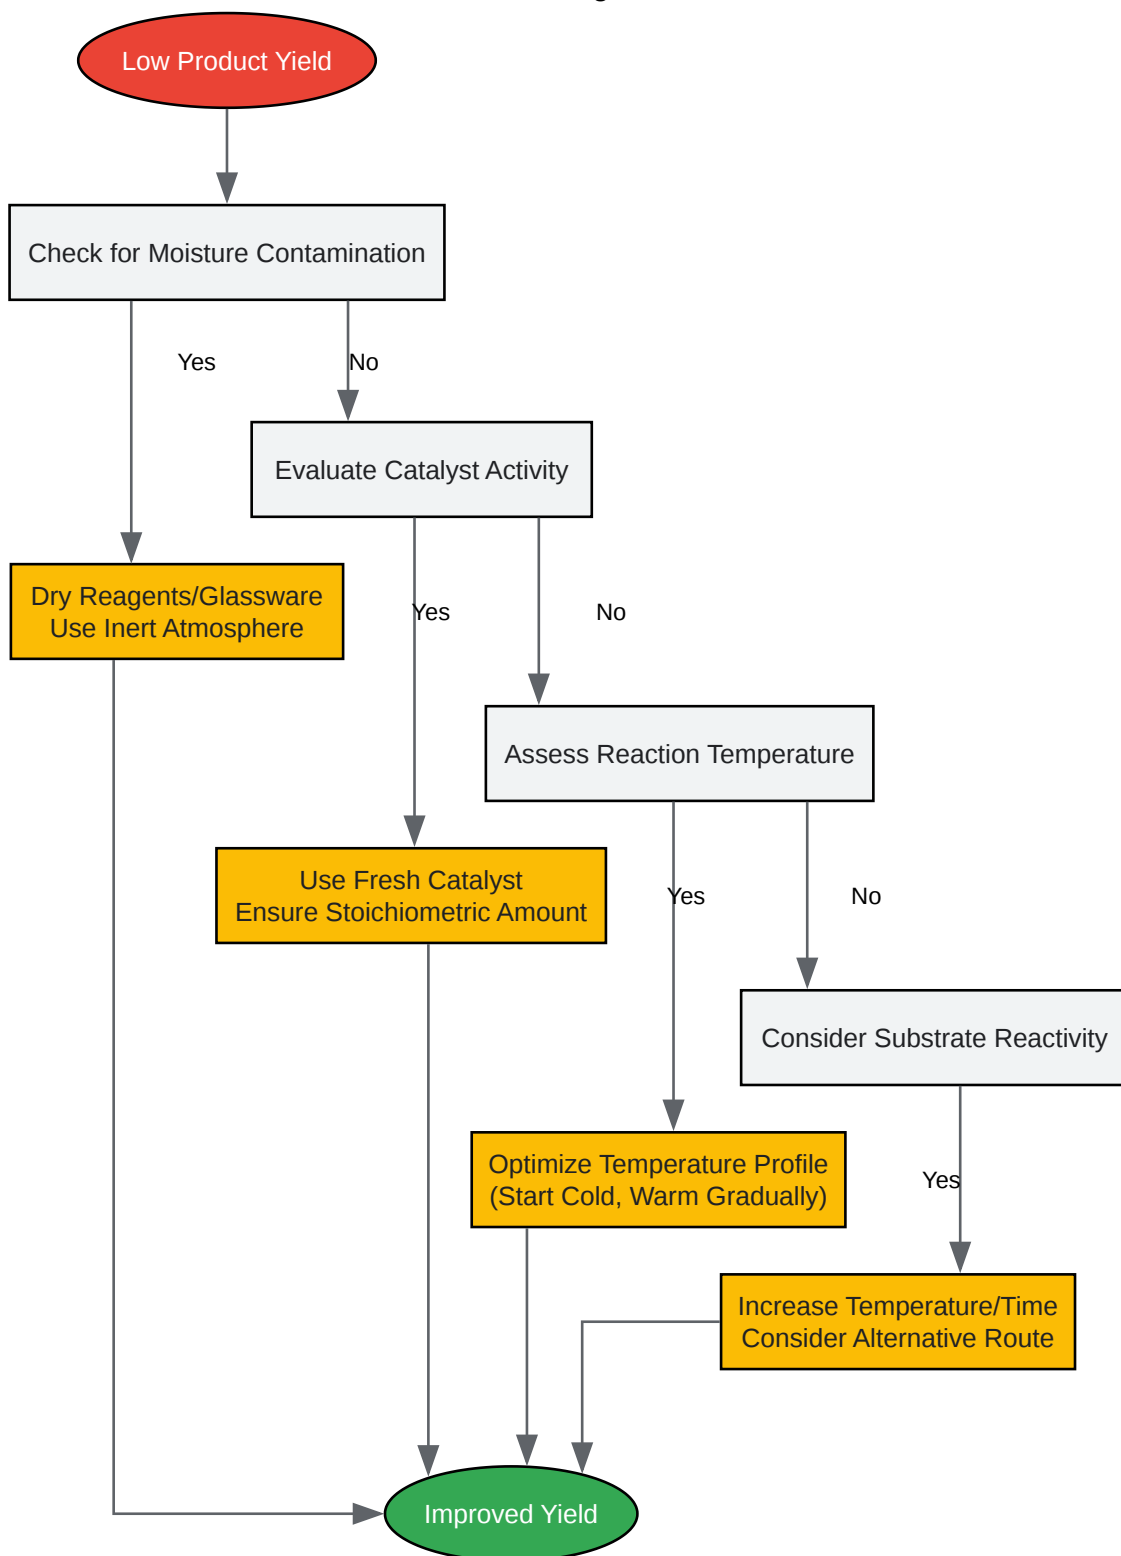 Low Product Yield
Check for Moisture Contamination
Yes
No
Evaluate Catalyst Activity
Dry Reagents/Glassware
Use Inert Atmosphere
Yes
No
Assess Reaction Temperature
Use Fresh Catalyst
Ensure Stoichiometric Amount
Yes
No
Consider Substrate Reactivity
Optimize Temperature Profile
(Start Cold, Warm Gradually)
Yes
Increase Temperature/Time
Consider Alternative Route
Improved Yield